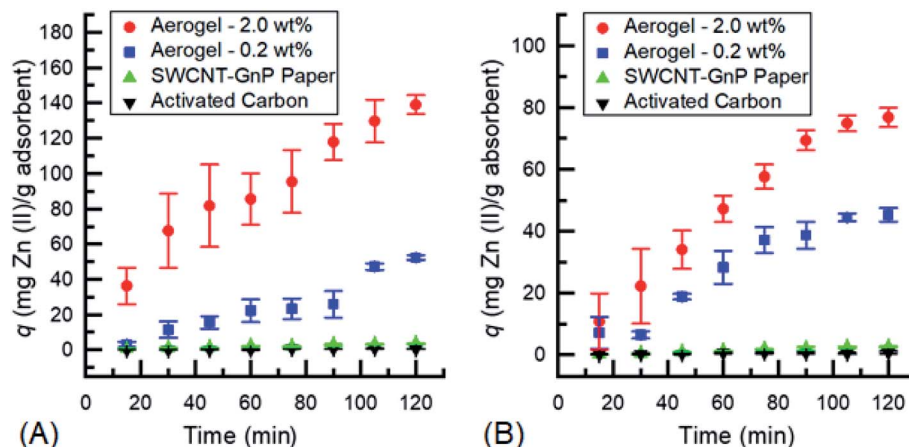 Aerogel - 2.0 wt%
Aerogel - 0.2 wt%
SWCNT-GnP Paper
Activated Carbon
180
160
140
120
100
80
60
40
20
0
q (mg Zn (II)/g adsorbent)
0 20 40 60 80 100 120
Time (min)
(A)
Aerogel - 2.0 wt%
Aerogel - 0.2 wt%
SWCNT-GnP Paper
Activated Carbon
100
80
60
40
20
0
q (mg Zn (II)/g absorbent)
0 20 40 60 80 100 120
Time (min)
(B)